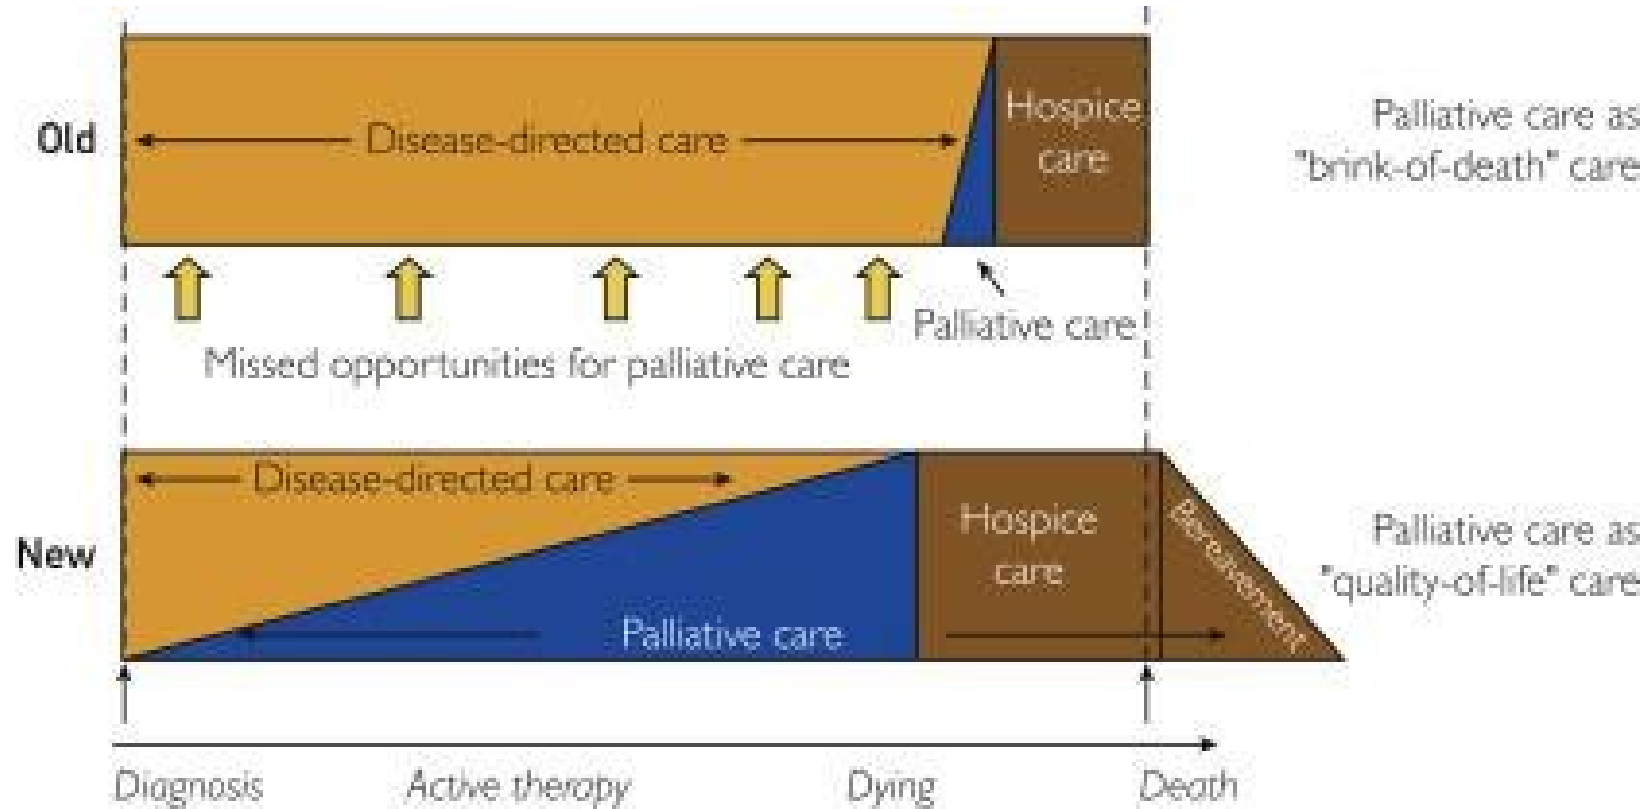 Old
Disease-directed care
Hospice
care
Palliative care as
"brink-of-death" care
Palliative care
Missed opportunities for palliative care
New
Disease-directed care
Hospice
care
Palliative care
Bereavement
Palliative care as
"quality-of-life" care
Diagnosis
Active therapy
Dying
Death